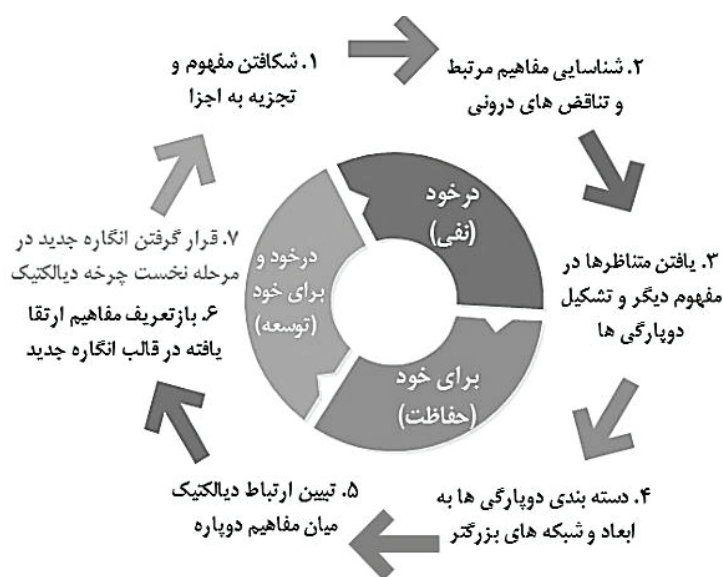 ۱. شکافتن مفهوم و
تجزیه به اجزا
۲. شناسایی مفاهیم مرتبط
و تناقض های درونی
۳. یافتن متناظرها در
مفهوم دیگر و تشکیل
دوپارگی ها
۴. دسته بندی دوپارگی ها به
ابعاد و شبکه های بزرگتر
۵. تبیین ارتباط دیالکتیک
میان مفاهیم دوپاره
۶. بازتعریف مفاهیم ارتقا
یافته در قالب انگاره جدید
۷. قرار گرفتن انگاره جدید در
مرحله نخست چرخه دیالکتیک
درخود
(نفی)
برای خود
(حفاظت)
درخود و
برای خود
(توسعه)